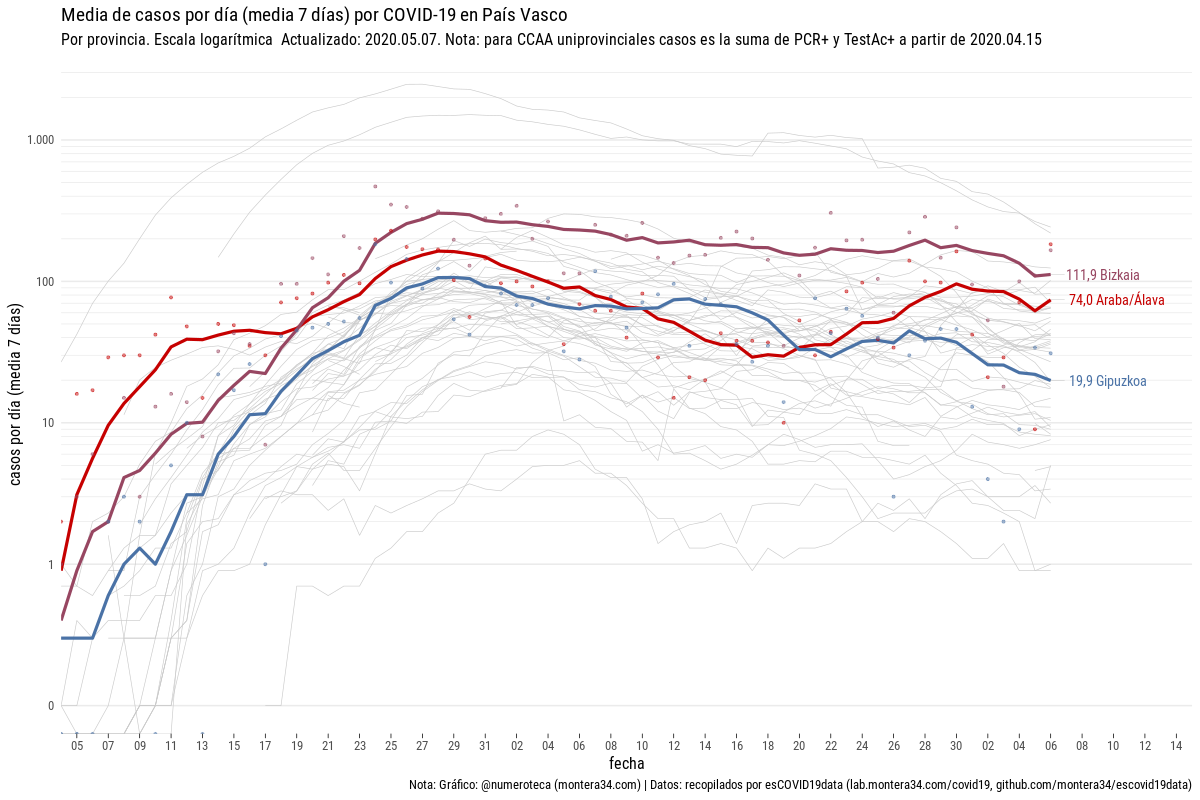 Media de casos por día (media 7 días) por COVID-19 en País Vasco
Por provincia. Escala logarítmica  Actualizado: 2020.05.07. Nota: para CCAA uniprovinciales casos es la suma de PCR+ y TestAc+ a partir de 2020.04.15
casos por día (media 7 días)
1.000
100
10
1
0
111,9 Bizkaia
74,0 Araba/Álava
19,9 Gipuzkoa
05 07 09 11 13 15 17 19 21 23 25 27 29 31 02 04 06 08 10 12 14 16 18 20 22 24 26 28 30 02 04 06 08 10 12 14
fecha
Nota: Gráfico: @numeroteca (montera34.com) | Datos: recopilados por esCOVID19data (lab.montera34.com/covid19, github.com/montera34/escovid19data)